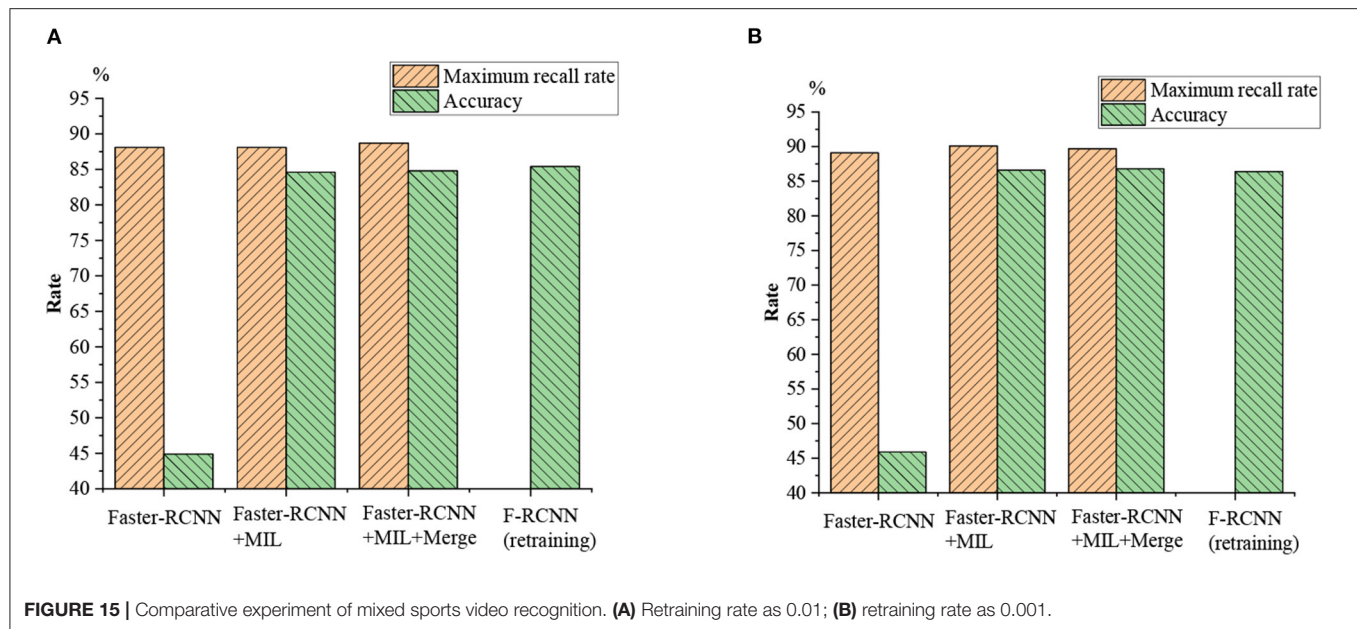 A
%
Maximum recall rate
Accuracy
95
90
85
80
75
70
65
60
55
50
45
40
Rate
Faster-RCNN
Faster-RCNN
+MIL
Faster-RCNN
+MIL+Merge
F-RCNN
(retraining)
B
%
Maximum recall rate
Accuracy
95
90
85
80
75
70
65
60
55
50
45
40
Rate
Faster-RCNN
Faster-RCNN
+MIL
Faster-RCNN
+MIL+Merge
F-RCNN
(retraining)
FIGURE 15 | Comparative experiment of mixed sports video recognition. (A) Retraining rate as 0.01; (B) retraining rate as 0.001.